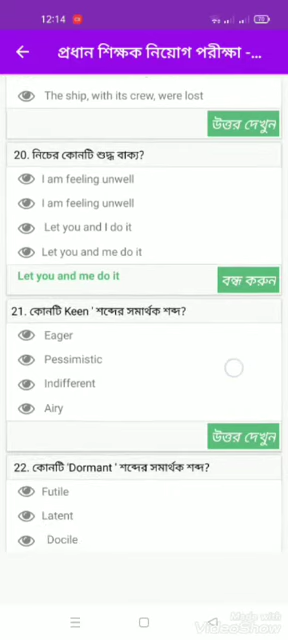 12:14
70
প্রধান শিক্ষক নিয়োগ পরীক্ষা -...
The ship, with its crew, were lost
উত্তর দেখুন
20. নিচের কোনটি শুদ্ধ বাক্য?
I am feeling unwell
I am feeling unwell
Let you and I do it
Let you and me do it
Let you and me do it
বন্ধ করুন
21. কোনটি Keen ' শব্দের সমার্থক শব্দ?
Eager
Pessimistic
Indifferent
Airy
উত্তর দেখুন
22. কোনটি 'Dormant ' শব্দের সমার্থক শব্দ?
Futile
Latent
Docile
Made with
VideoShow